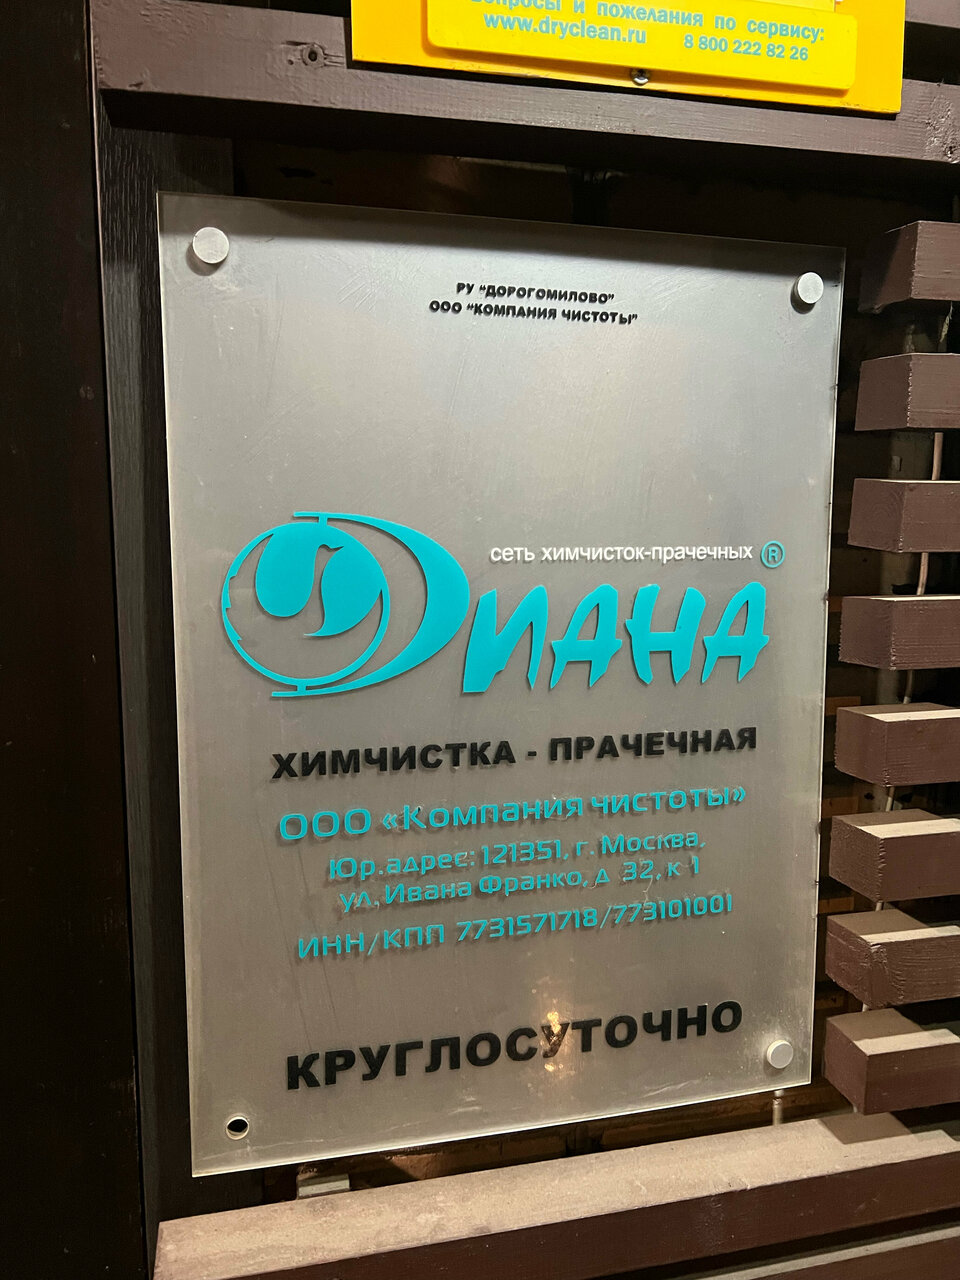 вопросы и пожелания по сервису:
www.dryclean.ru 8 800 222 82 26
РУ "ДОРОГОМИЛОВО"
ООО "КОМПАНИЯ ЧИСТОТЫ"
сеть химчисток-прачечных ®
ДИАНА
ХИМЧИСТКА - ПРАЧЕЧНАЯ
ООО «Компания чистоты»
Юр.адрес: 121351, г. Москва,
ул. Ивана Франко, д 32, к 1
ИНН/КПП 7731571718/773101001
КРУГЛОСУТОЧНО